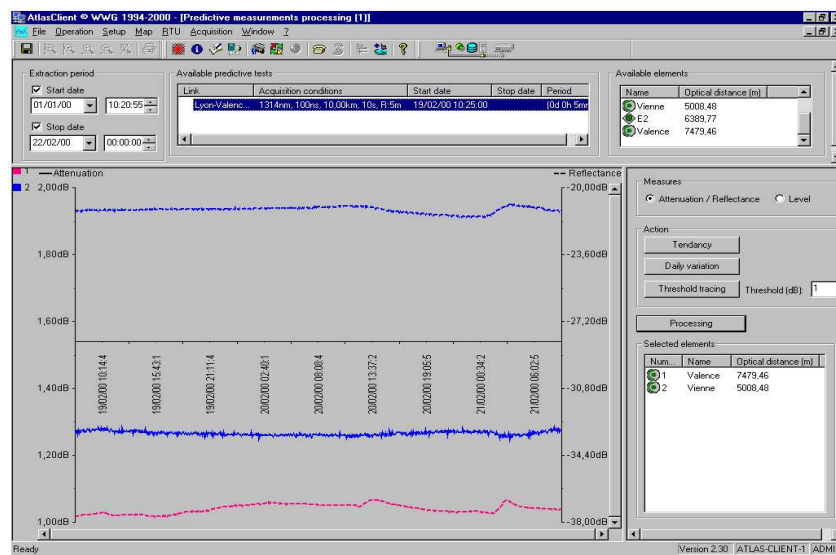 AtlasClient © WWG 1994-2000 - [Predictive measurements processing (1)]
File Operation Setup Map RTU Acquisition Window ?
Extraction period
Start date
01/01/00 10:20:55
Stop date
22/02/00 00:00:00
Available predictive tests
Link Acquisition conditions Start date Stop date Period
Lyon-Valenc... 1314nm, 100ns, 10,00km, 10s, R:5m 19/02/00 10:25:00 (0d 0h 5mr
Available elements
Name Optical distance (m)
Vienne 5008,48
E2 6389,77
Valence 7479,46
1 Attenuation Reflectance
2 2,00dB -20,00dB
1,80dB -23,60dB
1,60dB -27,20dB
19/02/00 10:14:4
19/02/00 15:43:1
19/02/00 21:11:4
20/02/00 02:40:1
20/02/00 08:08:4
20/02/00 13:37:2
20/02/00 19:05:5
21/02/00 00:34:2
21/02/00 06:02:5
1,40dB -30,80dB
1,20dB -34,40dB
1,00dB -38,00dB
Measures
Attenuation / Reflectance Level
Action
Tendancy
Daily variation
Threshold tracing Threshold (dB): 1
Processing
Selected elements
Num... Name Optical distance (m)
1 Valence 7479,46
2 Vienne 5008,48
Ready Version 2.30 ATLAS-CLIENT-1 ADMI